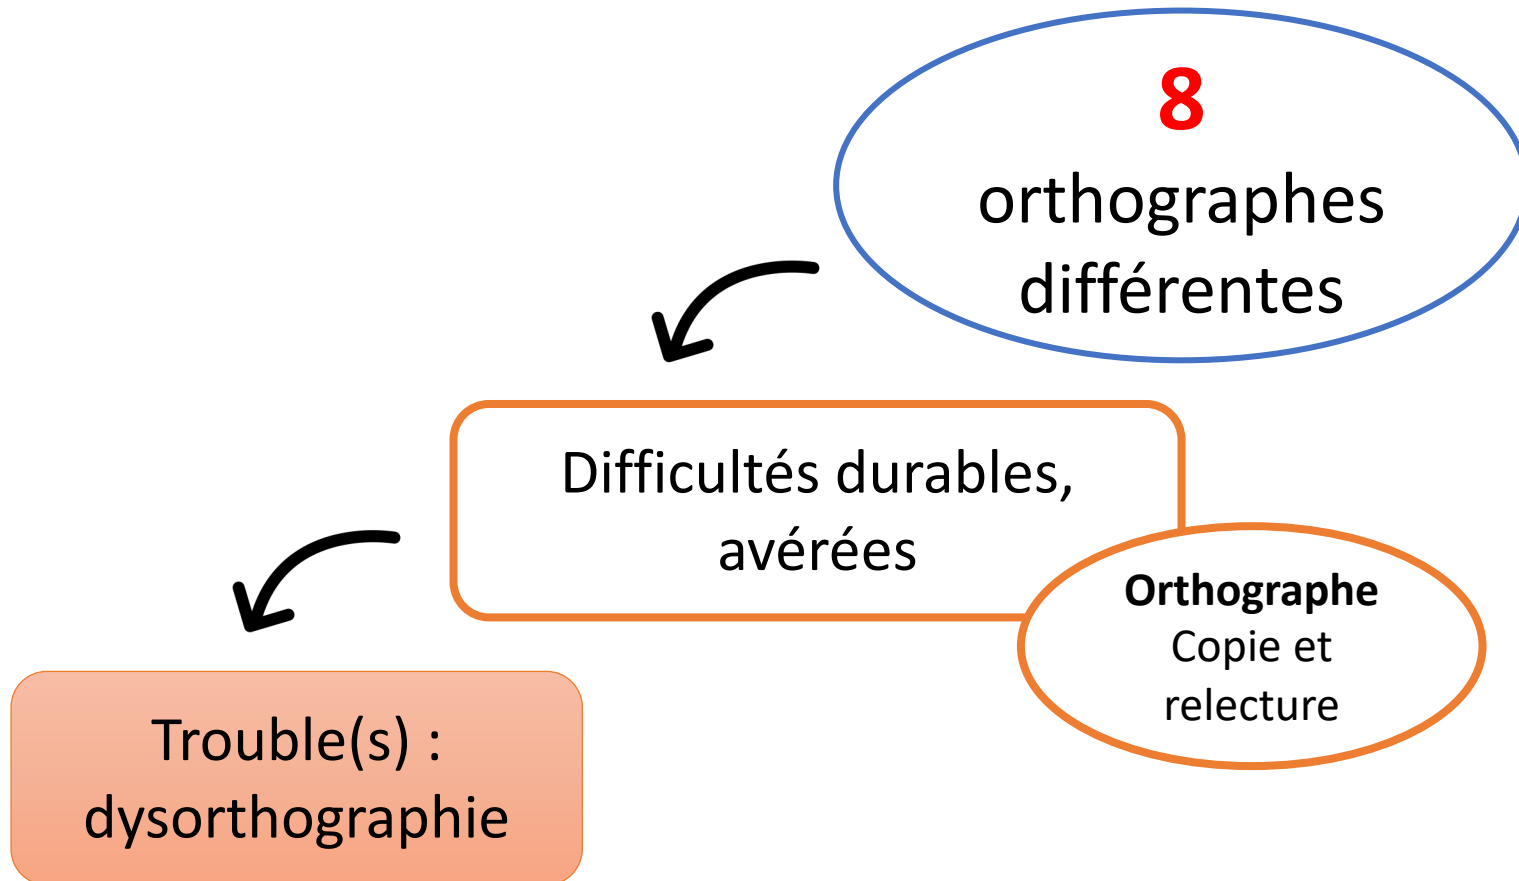 8
orthographes
différentes
Difficultés durables,
avérées
Orthographe
Copie et
relecture
Trouble(s) :
dysorthographie